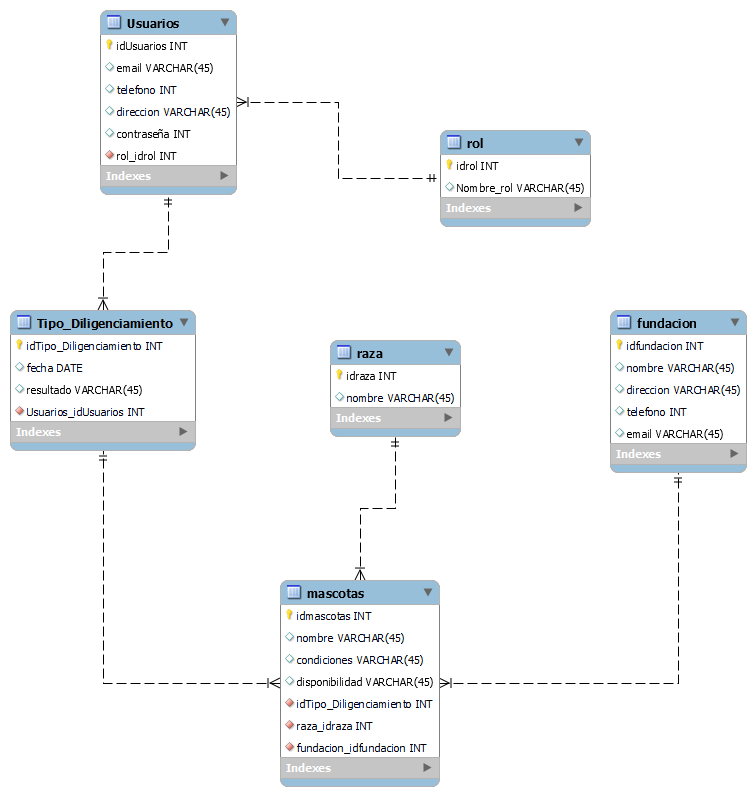 Usuarios
idUsuarios INT
email VARCHAR(45)
telefono INT
direccion VARCHAR(45)
contraseña INT
rol_idrol INT
Indexes
rol
idrol INT
Nombre_rol VARCHAR(45)
Indexes
Tipo_Diligenciamiento
idTipo_Diligenciamiento INT
fecha DATE
resultado VARCHAR(45)
Usuarios_idUsuarios INT
Indexes
raza
idraza INT
nombre VARCHAR(45)
Indexes
fundacion
idfundacion INT
nombre VARCHAR(45)
direccion VARCHAR(45)
telefono INT
email VARCHAR(45)
Indexes
mascotas
idmascotas INT
nombre VARCHAR(45)
condiciones VARCHAR(45)
disponibilidad VARCHAR(45)
idTipo_Diligenciamiento INT
raza_idraza INT
fundacion_idfundacion INT
Indexes